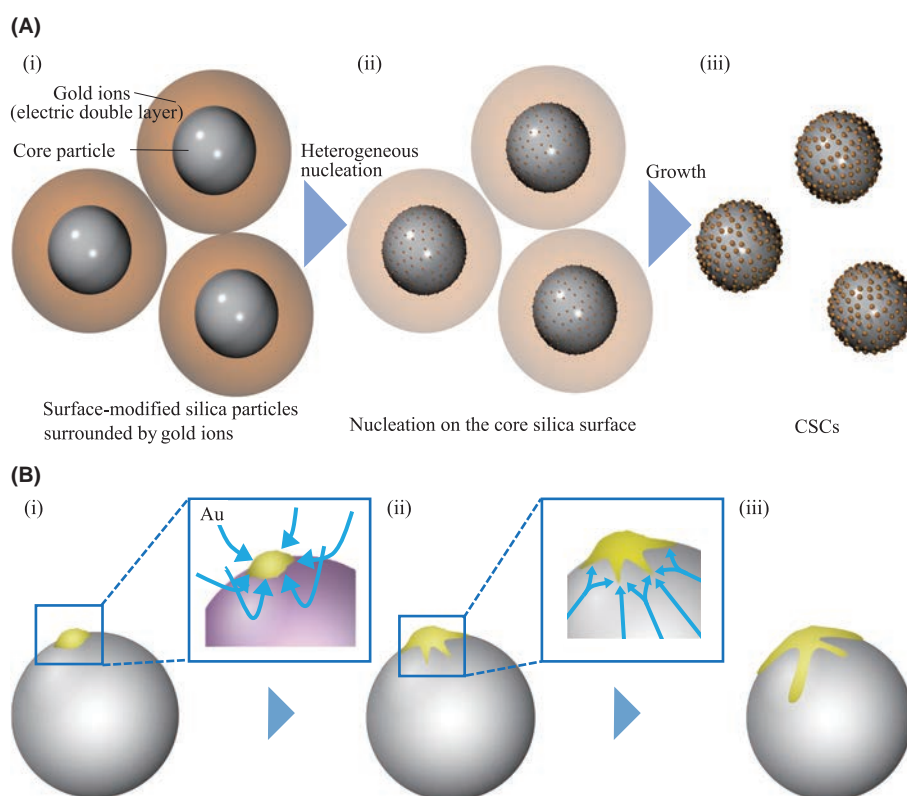 (A)
(i)
(ii)
(iii)
Gold ions
(electric double layer)
Core particle
Heterogeneous
nucleation
Growth
Surface-modified silica particles
surrounded by gold ions
Nucleation on the core silica surface
CSCs
(B)
(i)
Au
(ii)
(iii)